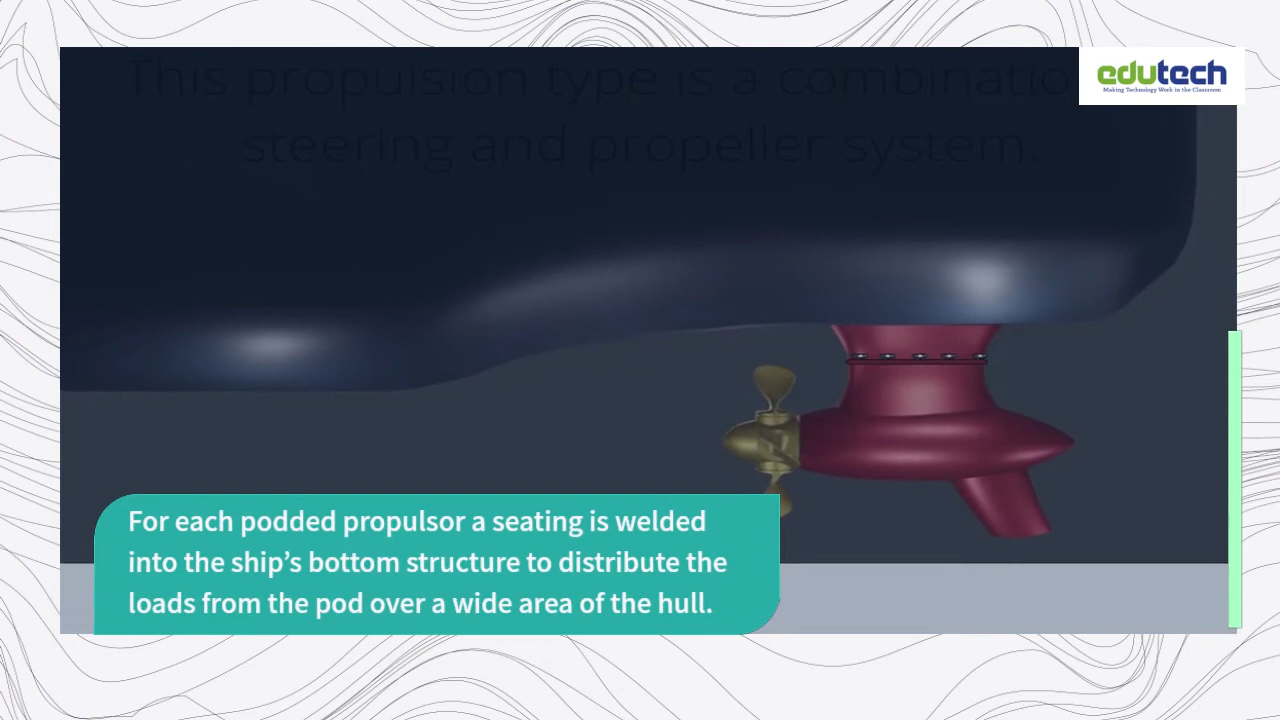 This propulsion type is a combinatio
steering and propeller system.
edutech
Making Technology Work in the Classroom
For each podded propulsor a seating is welded
into the ship’s bottom structure to distribute the
loads from the pod over a wide area of the hull.